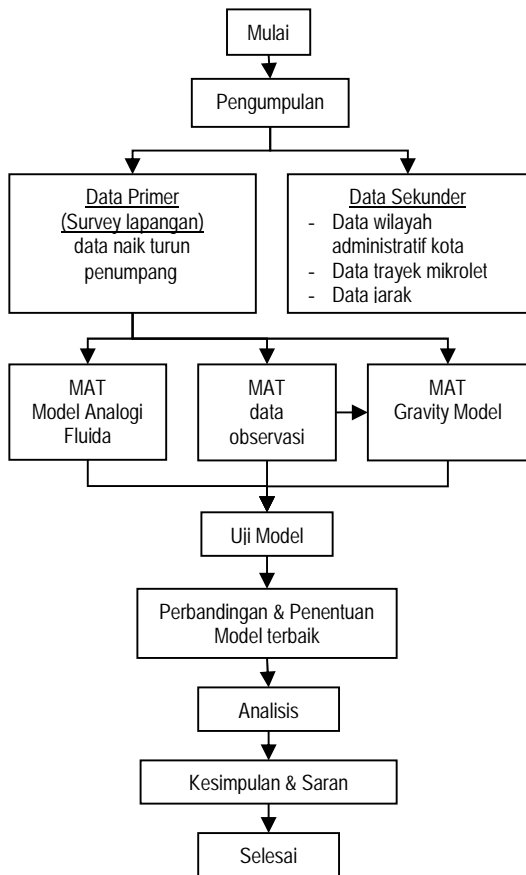 Mulai
Pengumpulan
Data Primer
(Survey lapangan)
data naik turun
penumpang
Data Sekunder
- Data wilayah
administratif kota
- Data trayek mikrolet
- Data jarak
MAT
Model Analogi
Fluida
MAT
data
observasi
MAT
Gravity Model
Uji Model
Perbandingan & Penentuan
Model terbaik
Analisis
Kesimpulan & Saran
Selesai